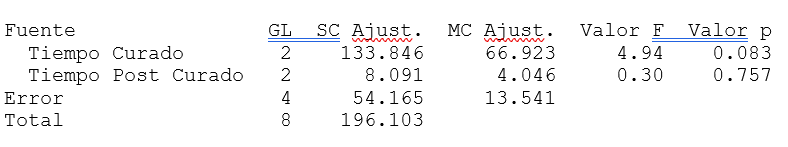 Fuente GL SC Ajust. MC Ajust. Valor F Valor p
Tiempo Curado 2 133.846 66.923 4.94 0.083
Tiempo Post Curado 2 8.091 4.046 0.30 0.757
Error 4 54.165 13.541
Total 8 196.103